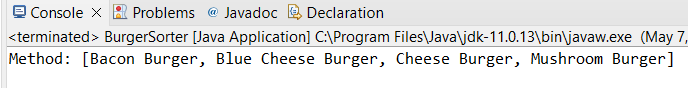 Console Problems Javadoc Declaration
<terminated> BurgerSorter [Java Application] C:\Program Files\Java\jdk-11.0.13\bin\javaw.exe (May 7,
Method: [Bacon Burger, Blue Cheese Burger, Cheese Burger, Mushroom Burger]